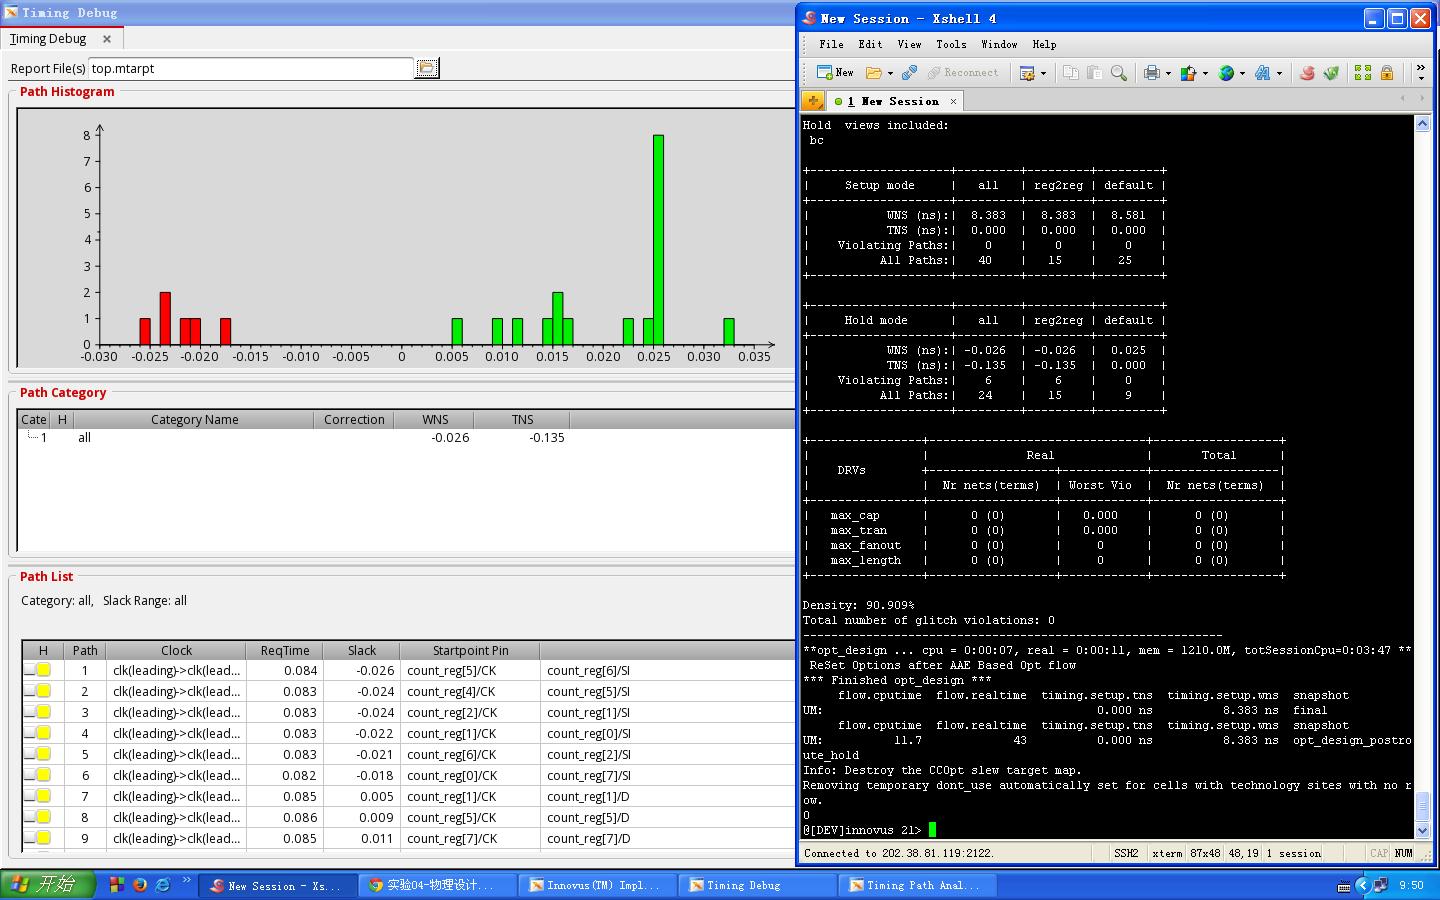 Timing Debug
Timing Debug ×
Report File(s) top.mtarpt
Path Histogram
8
7
6
5
4
3
2
1
0
-0.030 -0.025 -0.020 -0.015 -0.010 -0.005 0 0.005 0.010 0.015 0.020 0.025 0.030 0.035
Path Category
Cate H Category Name Correction WNS TNS
1 all -0.026 -0.135
Path List
Category: all, Slack Range: all
H Path Clock ReqTime Slack Startpoint Pin
1 clk(leading)->clk(lead... 0.084 -0.026 count_reg[5]/CK count_reg[6]/SI
2 clk(leading)->clk(lead... 0.083 -0.024 count_reg[4]/CK count_reg[5]/SI
3 clk(leading)->clk(lead... 0.083 -0.024 count_reg[2]/CK count_reg[1]/SI
4 clk(leading)->clk(lead... 0.083 -0.022 count_reg[1]/CK count_reg[0]/SI
5 clk(leading)->clk(lead... 0.083 -0.021 count_reg[6]/CK count_reg[2]/SI
6 clk(leading)->clk(lead... 0.082 -0.018 count_reg[0]/CK count_reg[7]/SI
7 clk(leading)->clk(lead... 0.085 0.005 count_reg[1]/CK count_reg[1]/D
8 clk(leading)->clk(lead... 0.086 0.009 count_reg[5]/CK count_reg[5]/D
9 clk(leading)->clk(lead... 0.085 0.011 count_reg[7]/CK count_reg[7]/D
New Session - Xshell 4
File Edit View Tools Window Help
New Reconnect
1 New Session ×
Hold views included:
bc
Setup mode | all | reg2reg | default |
WNS (ns):| 8.383 | 8.383 | 8.581 |
TNS (ns):| 0.000 | 0.000 | 0.000 |
Violating Paths:| 0 | 0 | 0 |
All Paths:| 40 | 15 | 25 |
Hold mode | all | reg2reg | default |
WNS (ns):| -0.026 | -0.026 | 0.025 |
TNS (ns):| -0.135 | -0.135 | 0.000 |
Violating Paths:| 6 | 6 | 0 |
All Paths:| 24 | 15 | 9 |
Real | Total
DRVs
Nr nets(terms) | Worst Vio | Nr nets(terms)
max_cap | 0 (0) | 0.000 | 0 (0)
max_tran | 0 (0) | 0.000 | 0 (0)
max_fanout | 0 (0) | 0 | 0 (0)
max_length | 0 (0) | 0 | 0 (0)
Density: 90.909%
Total number of glitch violations: 0
**opt_design ... cpu = 0:00:07, real = 0:00:11, mem = 1210.0M, totSessionCpu=0:03:47 **
ReSet Options after AAE Based Opt flow
*** Finished opt_design ***
flow.cputime flow.realtime timing.setup.tns timing.setup.wns snapshot
UM: 0.000 ns 8.383 ns final
flow.cputime flow.realtime timing.setup.tns timing.setup.wns snapshot
UM: 11.7 43 0.000 ns 8.383 ns opt_design_postro
ute_hold
Info: Destroy the CCOpt slew target map.
Removing temporary dont_use automatically set for cells with technology sites with no r
ow.
0
@[DEV]innovus 21>
Connected to 202.38.81.119:2122. SSH2 xterm 87x48 48,19 1 session CAP NUM
开始 New Session - Xs... 实验04-物理设计... Innovus(TM) Impl... Timing Debug Timing Path Anal... 9:50